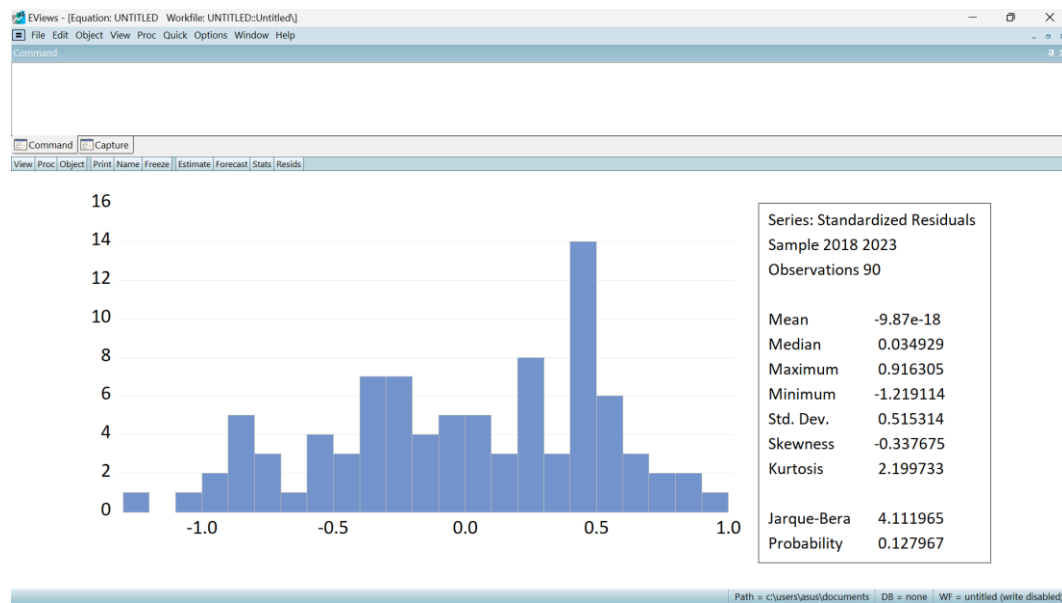 EViews - [Equation: UNTITLED Workfile: UNTITLED::Untitled\]
File Edit Object View Proc Quick Options Window Help
Command
Command Capture
View Proc Object Print Name Freeze Estimate Forecast Stats Resids
16
14
12
10
8
6
4
2
0
-1.0 -0.5 0.0 0.5 1.0
Series: Standardized Residuals
Sample 2018 2023
Observations 90
Mean -9.87e-18
Median 0.034929
Maximum 0.916305
Minimum -1.219114
Std. Dev. 0.515314
Skewness -0.337675
Kurtosis 2.199733
Jarque-Bera 4.111965
Probability 0.127967
Path = c:\users\asus\documents DB = none WF = untitled (write disabled)